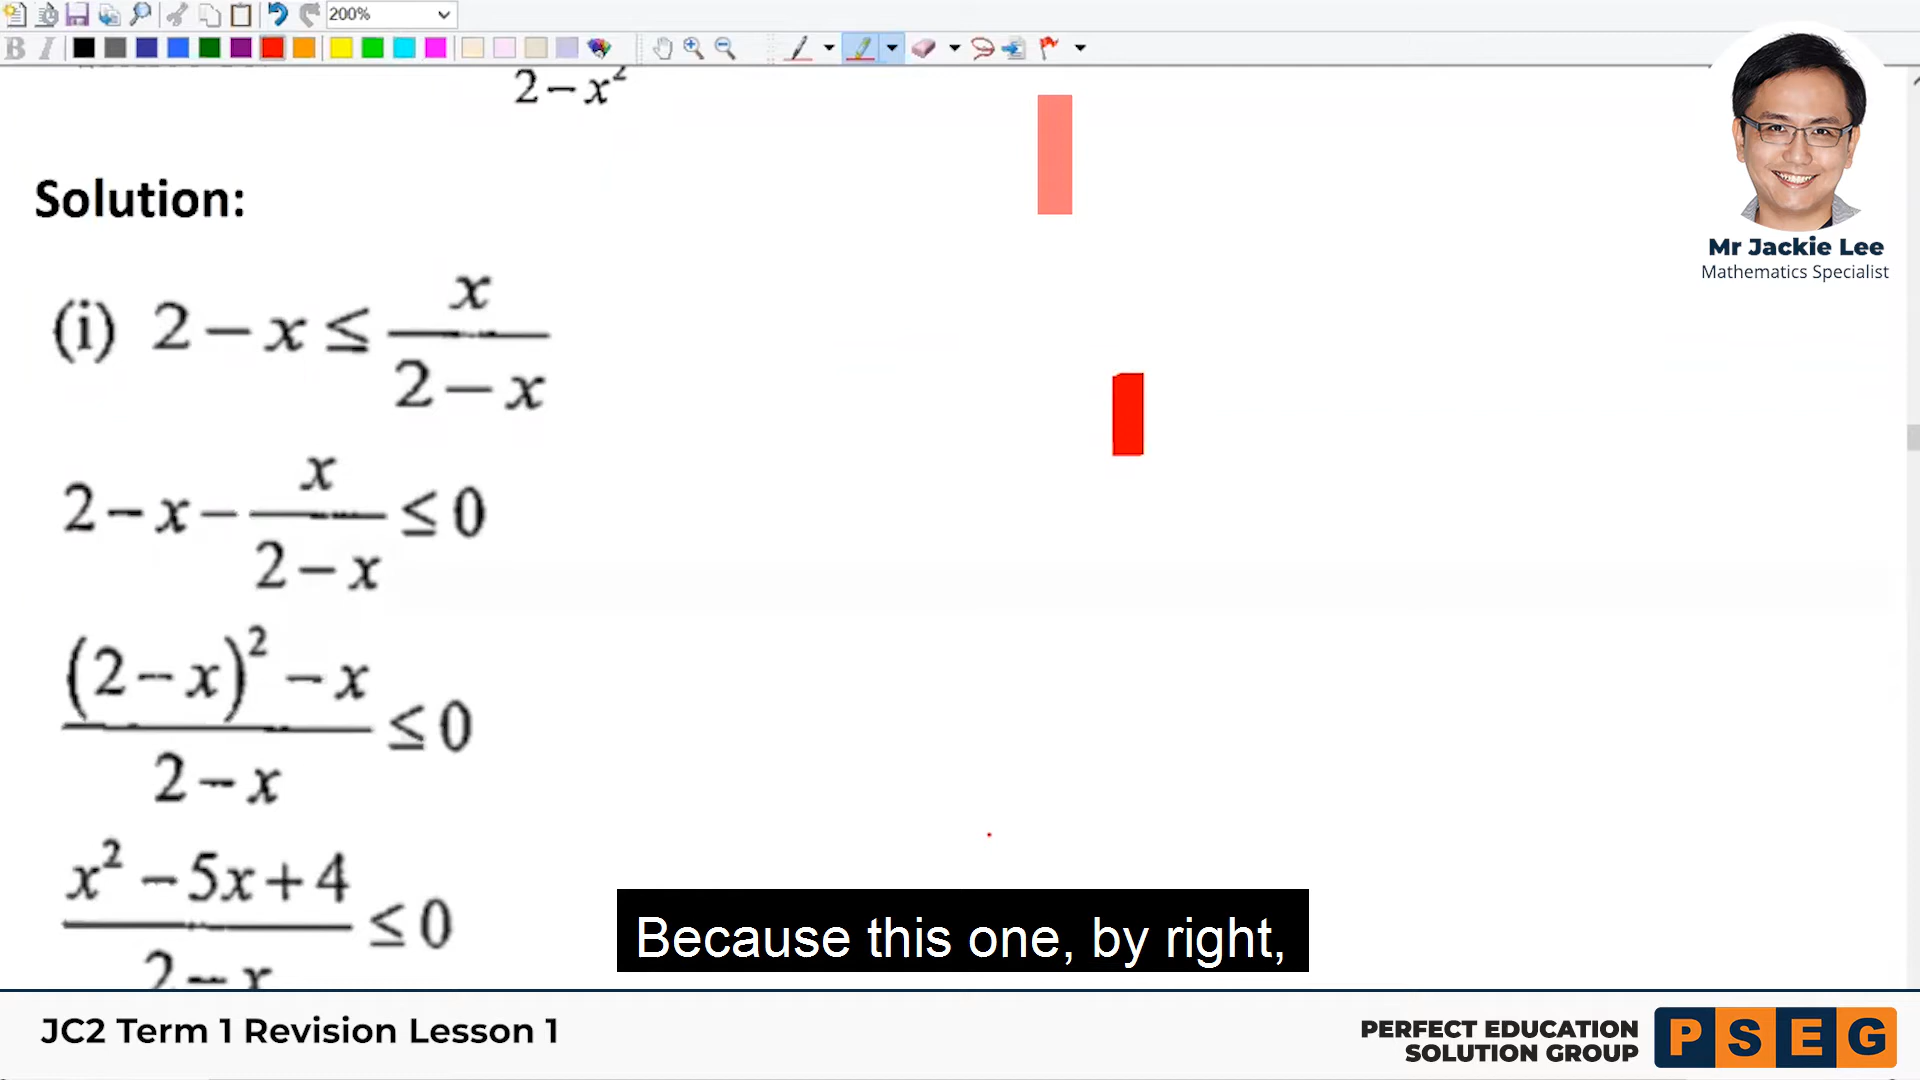 200%
B I
2 − x²
Solution:
(i) 2 − x ≤ x / (2 − x)
2 − x − x / (2 − x) ≤ 0
((2 − x)² − x) / (2 − x) ≤ 0
(x² − 5x + 4) / (2 − x) ≤ 0
Mr Jackie Lee
Mathematics Specialist
Because this one, by right,
JC2 Term 1 Revision Lesson 1
PERFECT EDUCATION
SOLUTION GROUP
PSEG